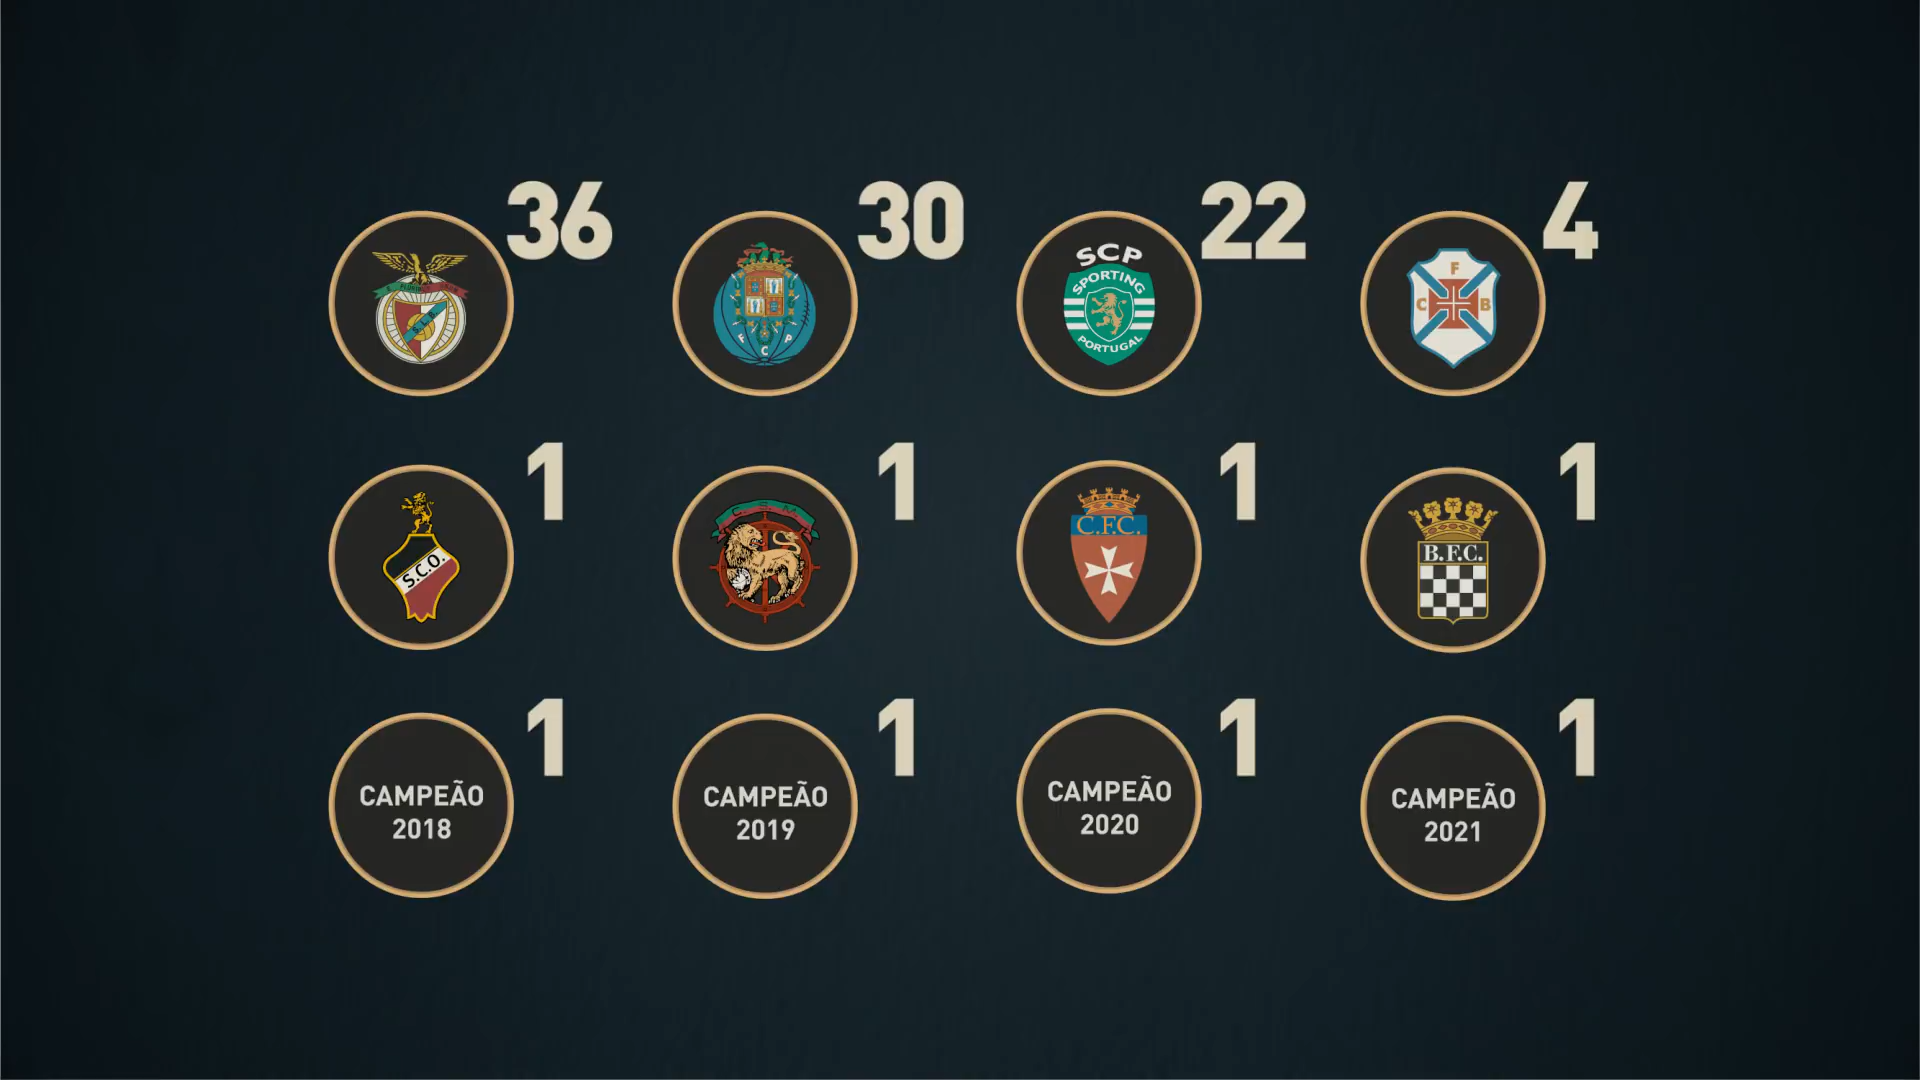 36
30
22
4
S.L.B.
F C P
SCP
SPORTING
PORTUGAL
F
C B
1
1
1
1
S.C.O.
C. S. M.
C.F.C.
B.F.C.
1
1
1
1
CAMPEÃO
2018
CAMPEÃO
2019
CAMPEÃO
2020
CAMPEÃO
2021